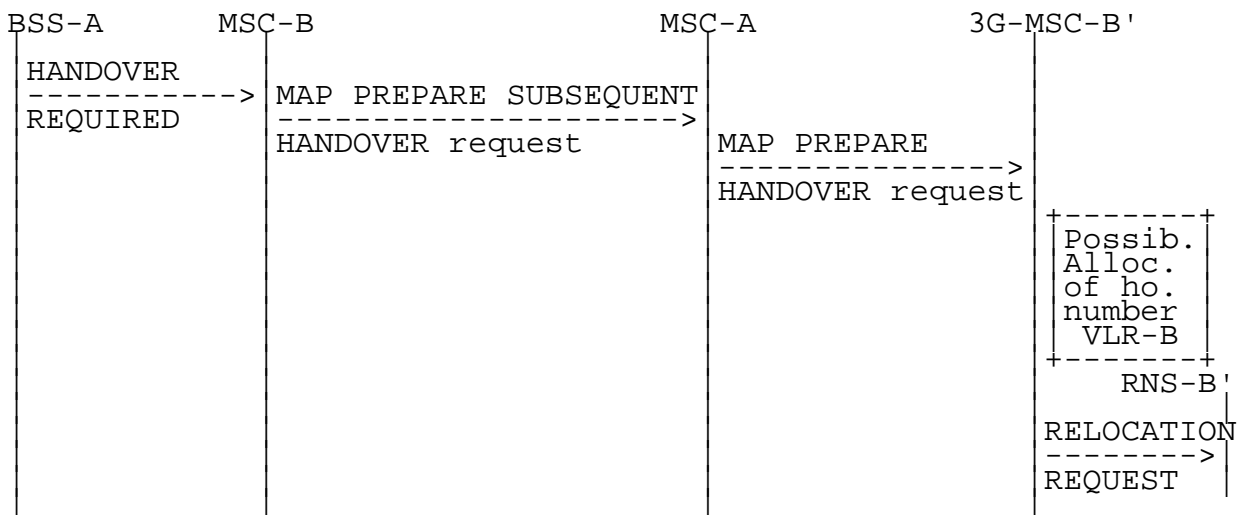 BSS-A MSC-B MSC-A 3G-MSC-B'
HANDOVER
REQUIRED
MAP PREPARE SUBSEQUENT
HANDOVER request
MAP PREPARE
HANDOVER request
Possib.
Alloc.
of ho.
number
VLR-B
RNS-B'
RELOCATION
REQUEST